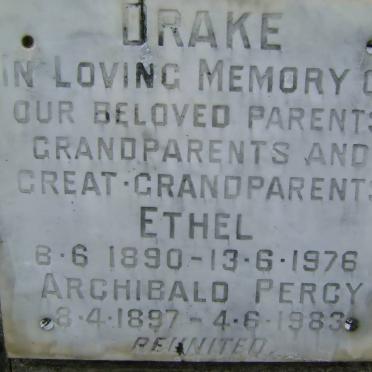 DRAKE
IN LOVING MEMORY O
OUR BELOVED PARENTS
GRANDPARENTS AND
GREAT-GRANDPARENTS
ETHEL
8·6 1890-13·6·1976
ARCHIBALD PERCY
8·4·1897 - 4·6·1983
REUNITED.